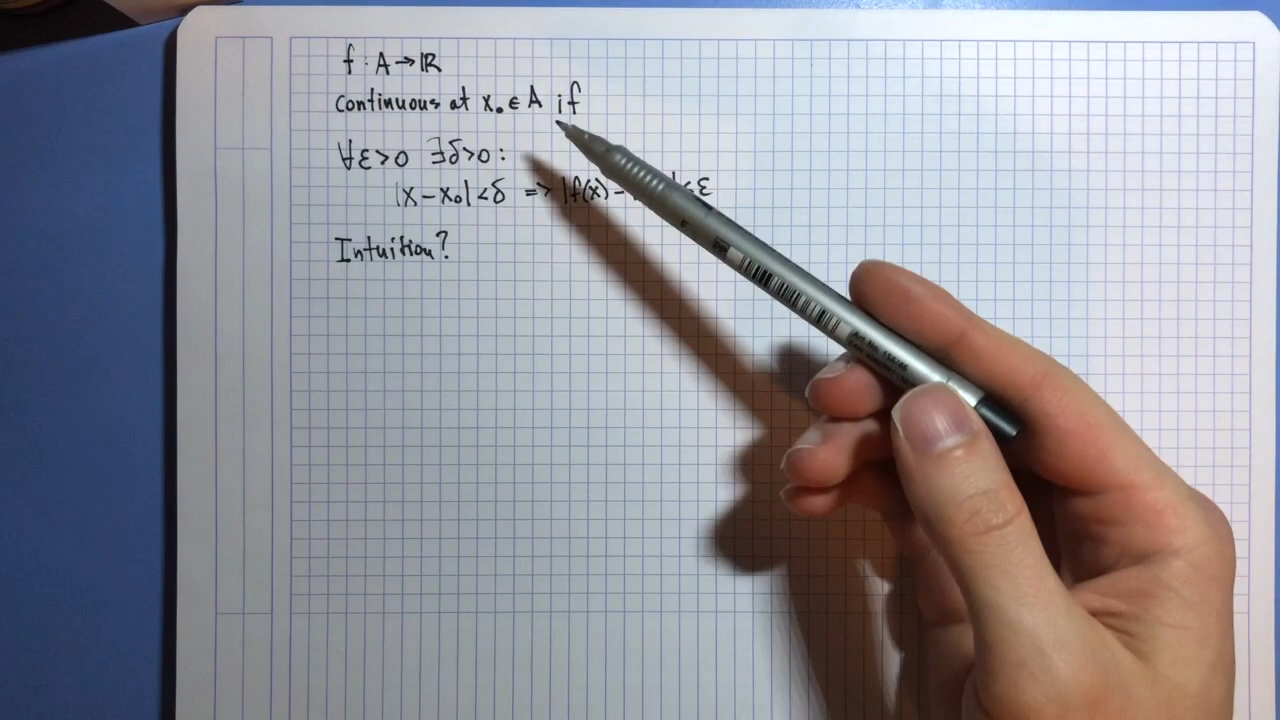 f : A → ℝ
continuous at x₀ ∈ A if
∀ε>0 ∃δ>0:
|x-x₀|<δ => |f(x)- <ε
Intuition?